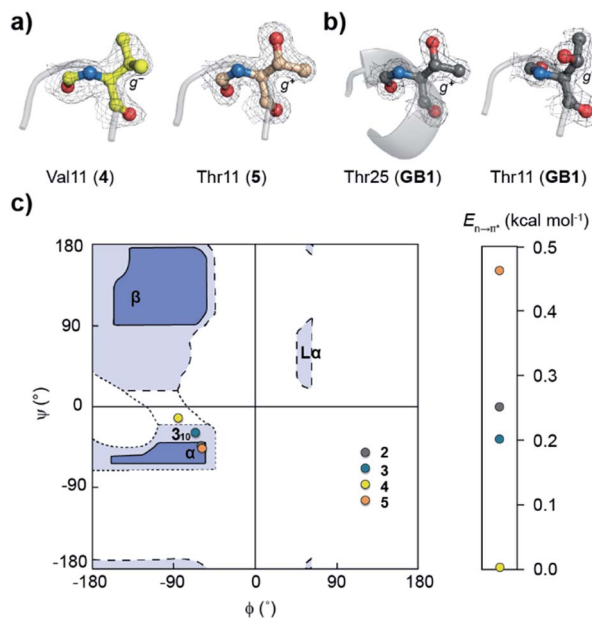 a)
b)
g⁻
g⁺
g⁺
g
Val11 (4)
Thr11 (5)
Thr25 (GB1)
Thr11 (GB1)
c)
E n→π* (kcal mol⁻¹)
180
90
0
-90
-180
ψ (°)
β
Lα
3₁₀
α
2
3
4
5
-180
-90
0
90
180
ϕ (°)
0.5
0.4
0.3
0.2
0.1
0.0